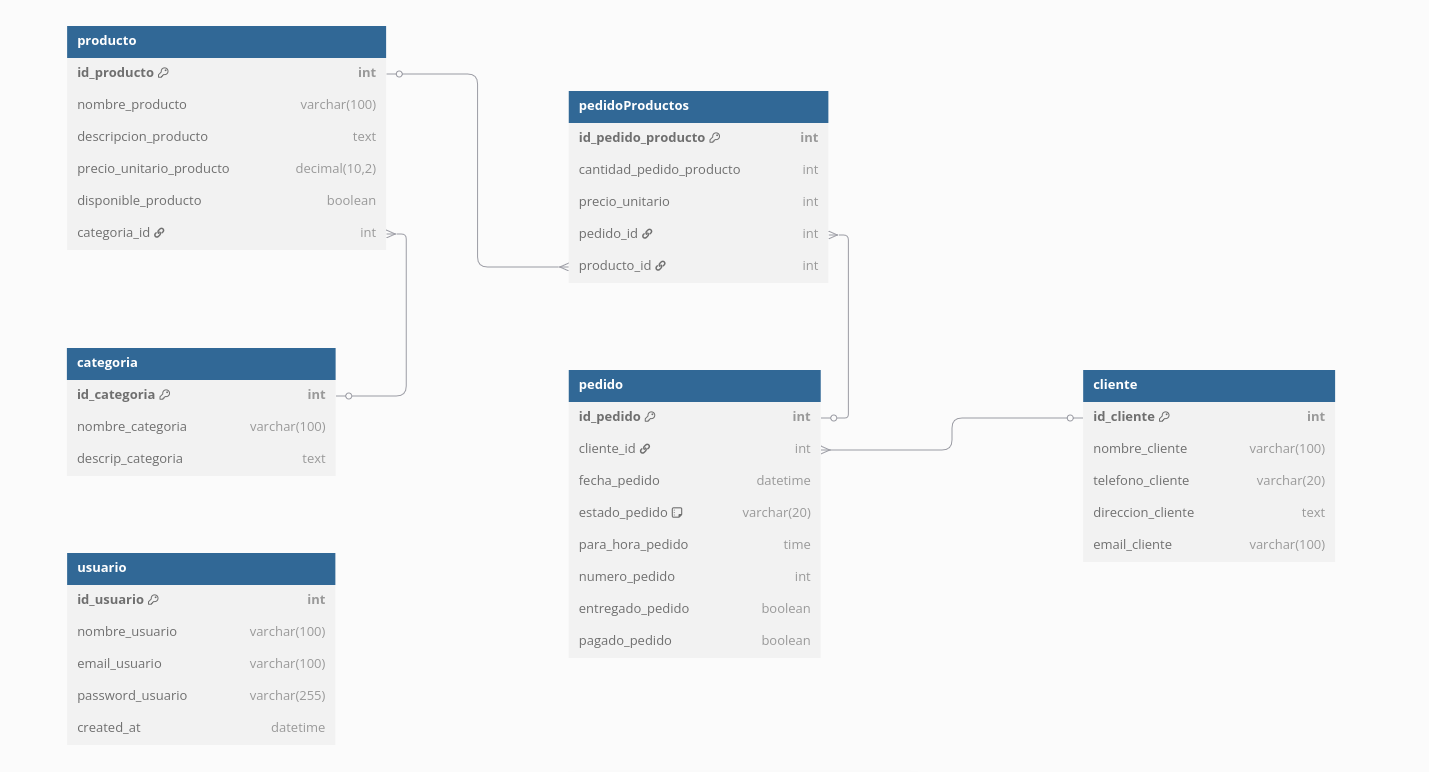 producto
id_producto int
nombre_producto varchar(100)
descripcion_producto text
precio_unitario_producto decimal(10,2)
disponible_producto boolean
categoria_id int
pedidoProductos
id_pedido_producto int
cantidad_pedido_producto int
precio_unitario int
pedido_id int
producto_id int
categoria
id_categoria int
nombre_categoria varchar(100)
descrip_categoria text
pedido
id_pedido int
cliente_id int
fecha_pedido datetime
estado_pedido varchar(20)
para_hora_pedido time
numero_pedido int
entregado_pedido boolean
pagado_pedido boolean
cliente
id_cliente int
nombre_cliente varchar(100)
telefono_cliente varchar(20)
direccion_cliente text
email_cliente varchar(100)
usuario
id_usuario int
nombre_usuario varchar(100)
email_usuario varchar(100)
password_usuario varchar(255)
created_at datetime